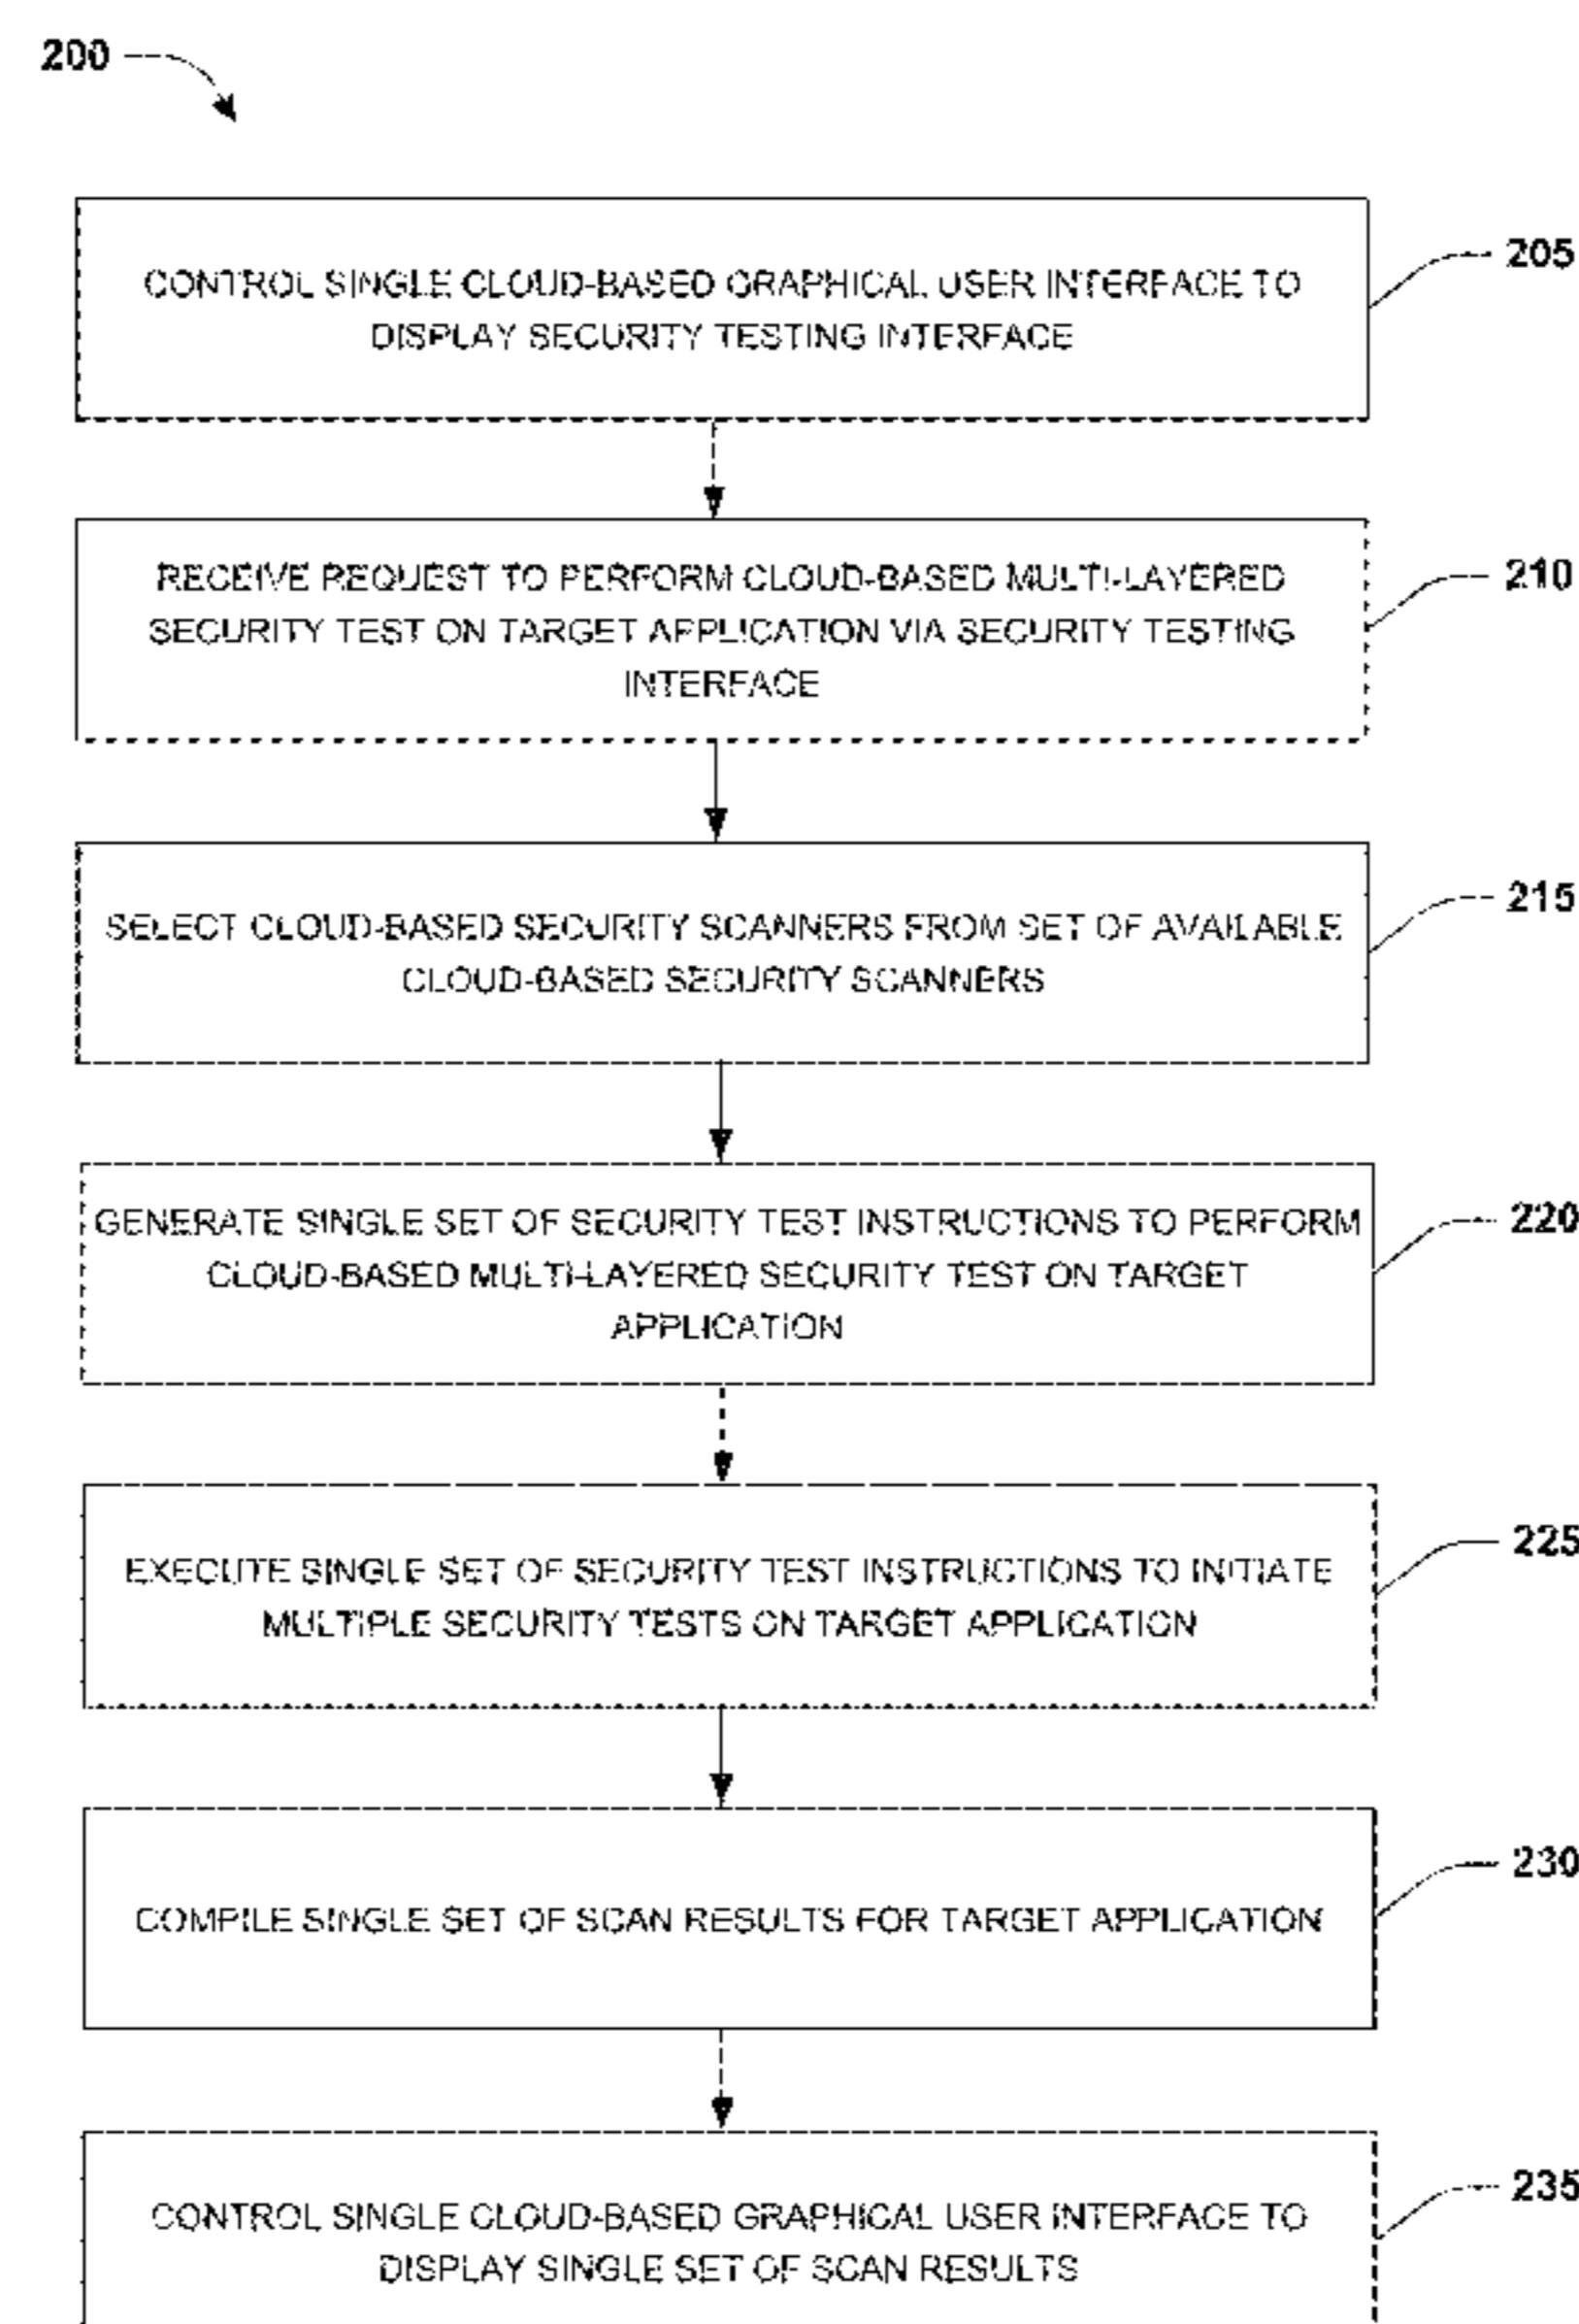 200
CONTROL SINGLE CLOUD-BASED GRAPHICAL USER INTERFACE TO
DISPLAY SECURITY TESTING INTERFACE
205
RECEIVE REQUEST TO PERFORM CLOUD-BASED MULTI-LAYERED
SECURITY TEST ON TARGET APPLICATION VIA SECURITY TESTING
INTERFACE
210
SELECT CLOUD-BASED SECURITY SCANNERS FROM SET OF AVAILABLE
CLOUD-BASED SECURITY SCANNERS
215
GENERATE SINGLE SET OF SECURITY TEST INSTRUCTIONS TO PERFORM
CLOUD-BASED MULTI-LAYERED SECURITY TEST ON TARGET
APPLICATION
220
EXECUTE SINGLE SET OF SECURITY TEST INSTRUCTIONS TO INITIATE
MULTIPLE SECURITY TESTS ON TARGET APPLICATION
225
COMPILE SINGLE SET OF SCAN RESULTS FOR TARGET APPLICATION
230
CONTROL SINGLE CLOUD-BASED GRAPHICAL USER INTERFACE TO
DISPLAY SINGLE SET OF SCAN RESULTS
235